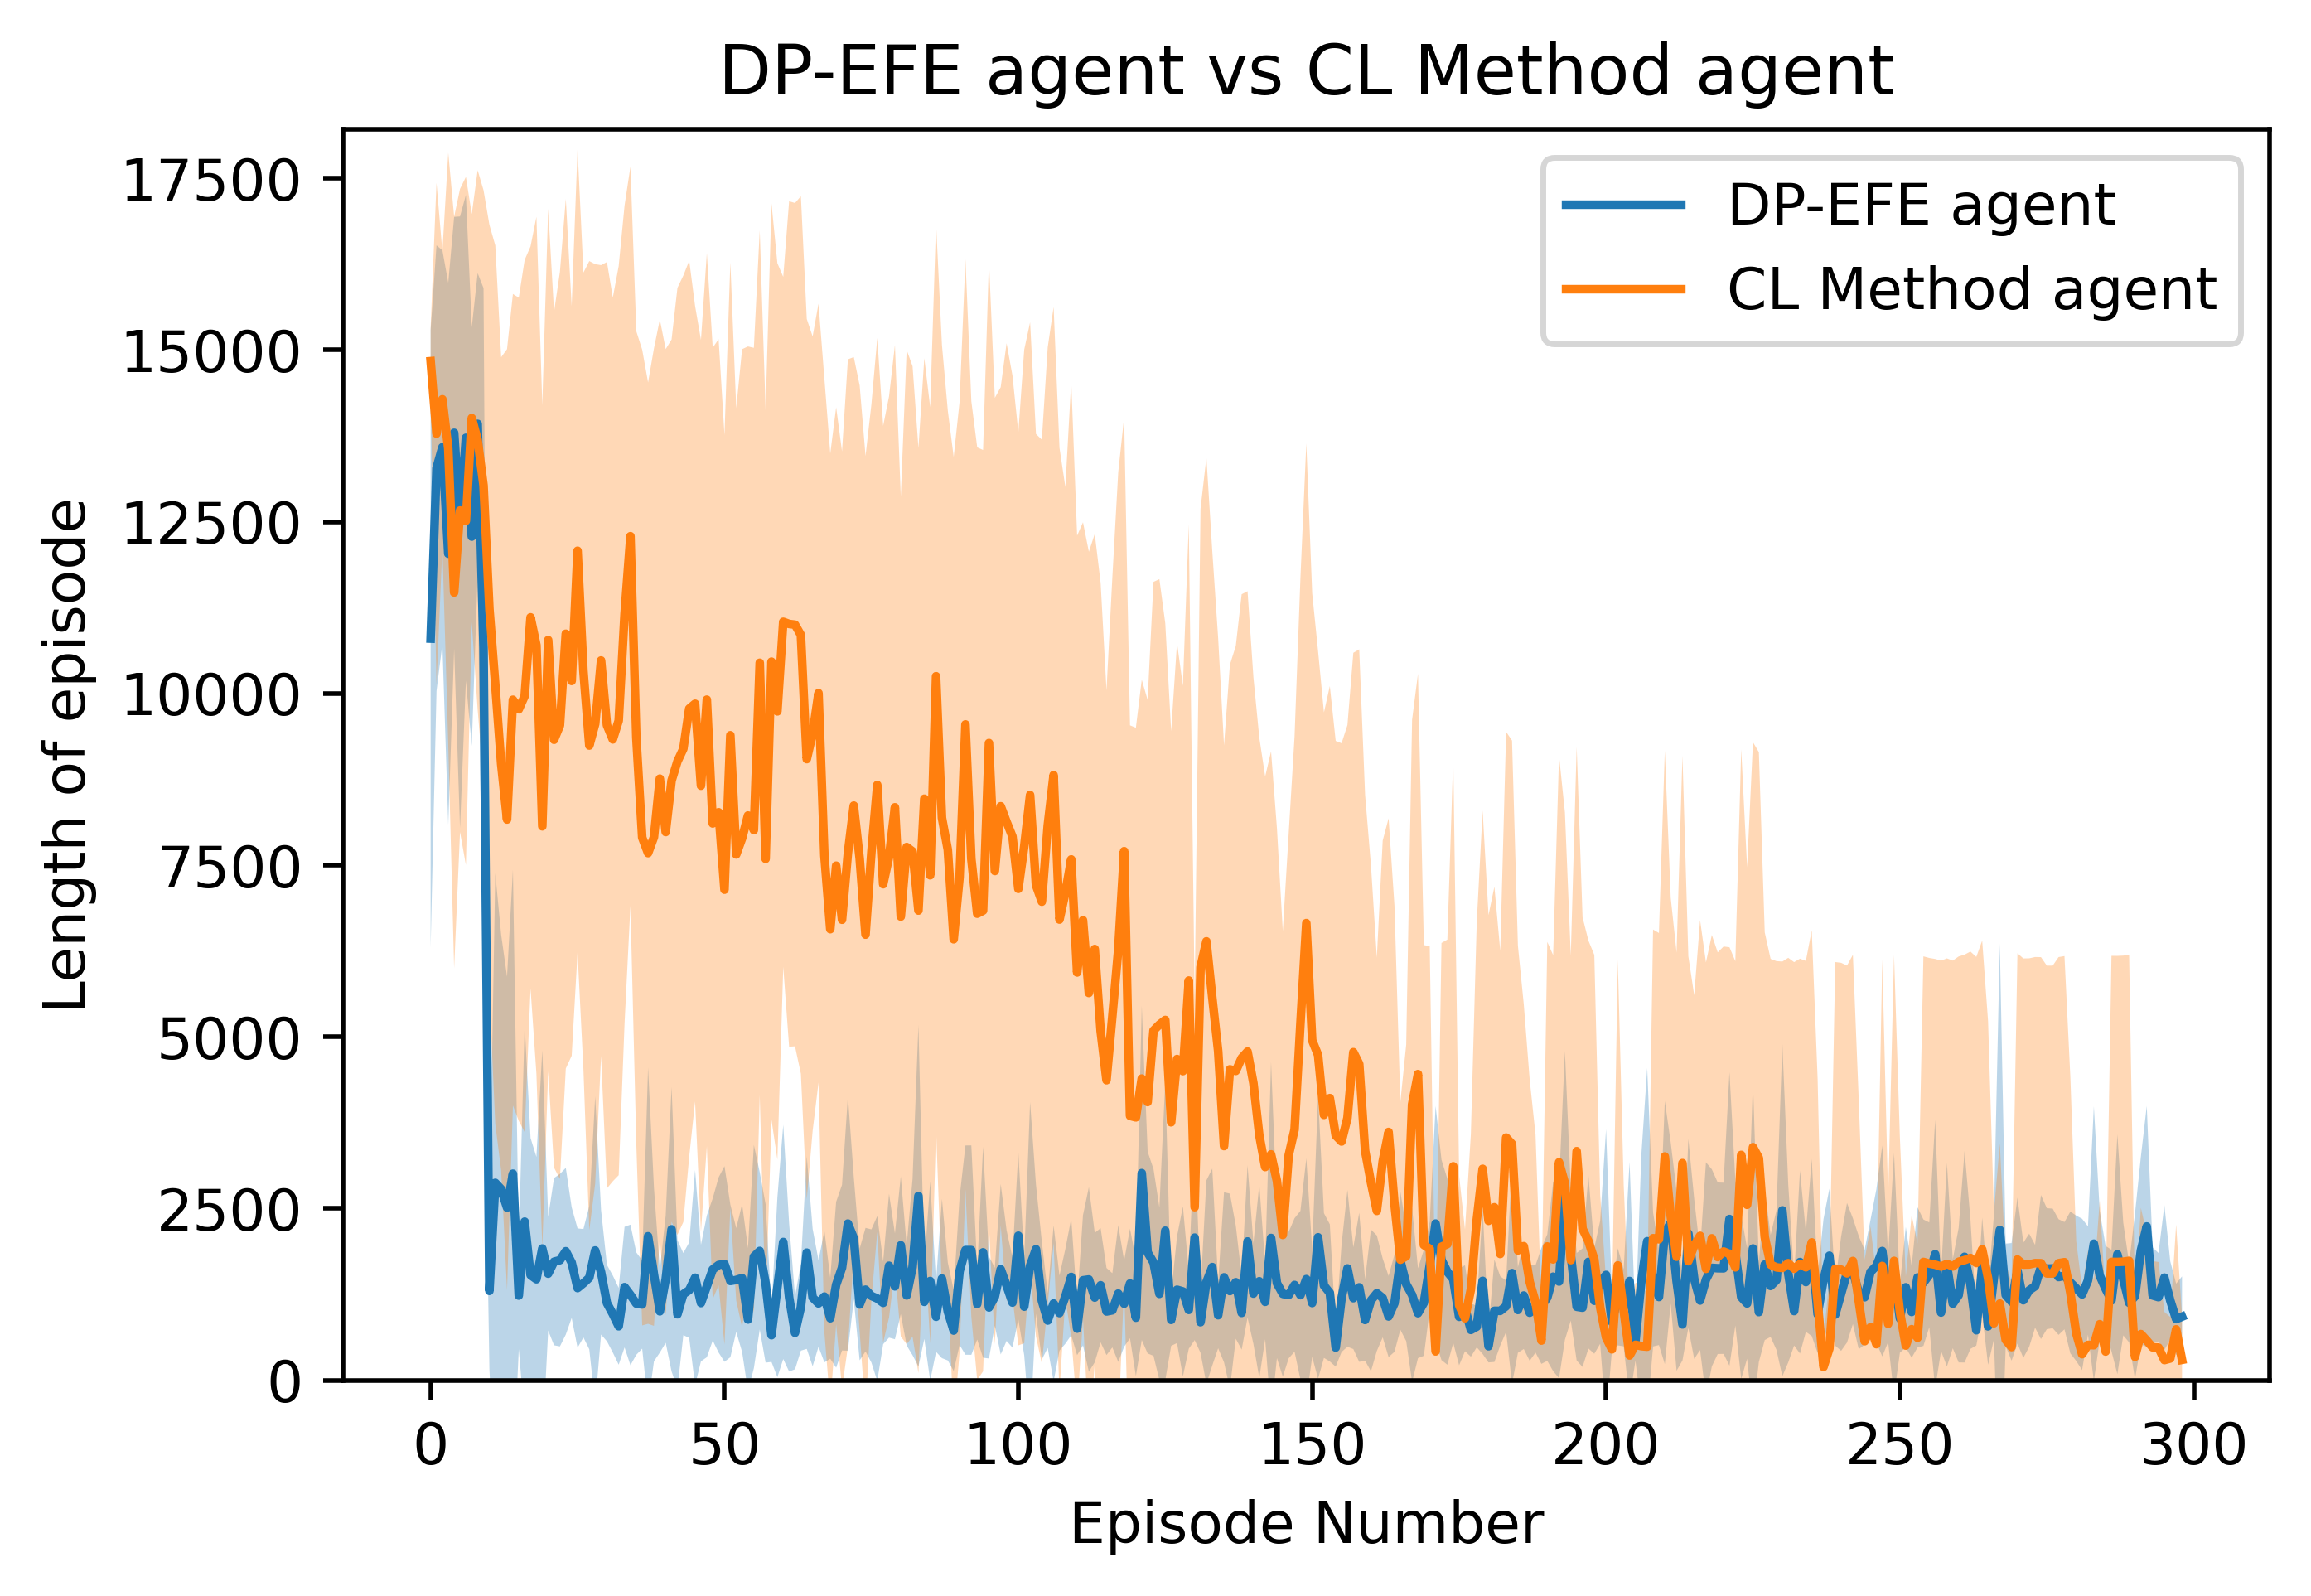 DP-EFE agent vs CL Method agent
DP-EFE agent
CL Method agent
Length of episode
17500
15000
12500
10000
7500
5000
2500
0
0 50 100 150 200 250 300
Episode Number